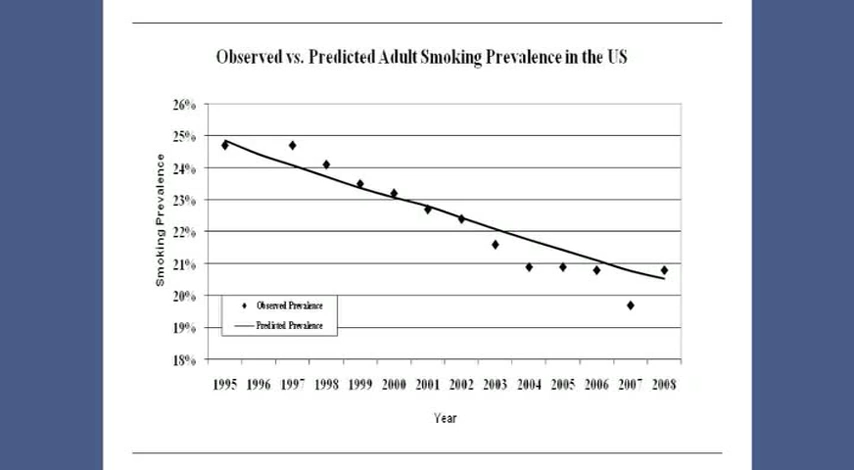 Observed vs. Predicted Adult Smoking Prevalence in the US
26%
25%
24%
23%
22%
21%
20%
19%
18%
Smoking Prevalence
Observed Prevalence
Predicted Prevalence
1995 1996 1997 1998 1999 2000 2001 2002 2003 2004 2005 2006 2007 2008
Year